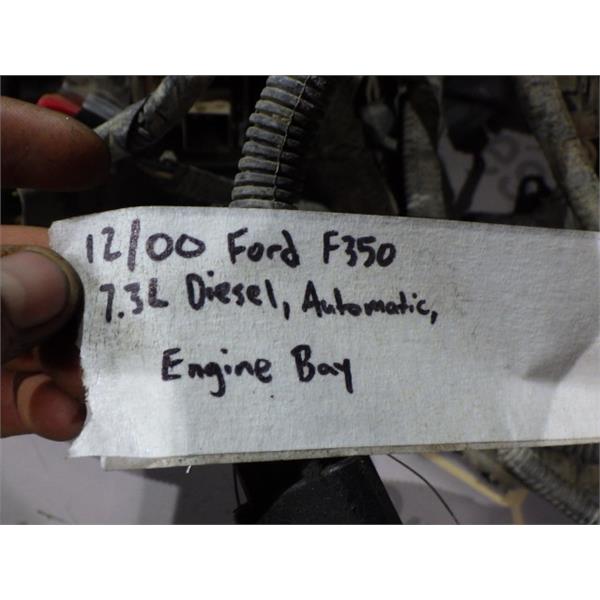 12/00 Ford F350
7.3L Diesel, Automatic,
Engine Bay